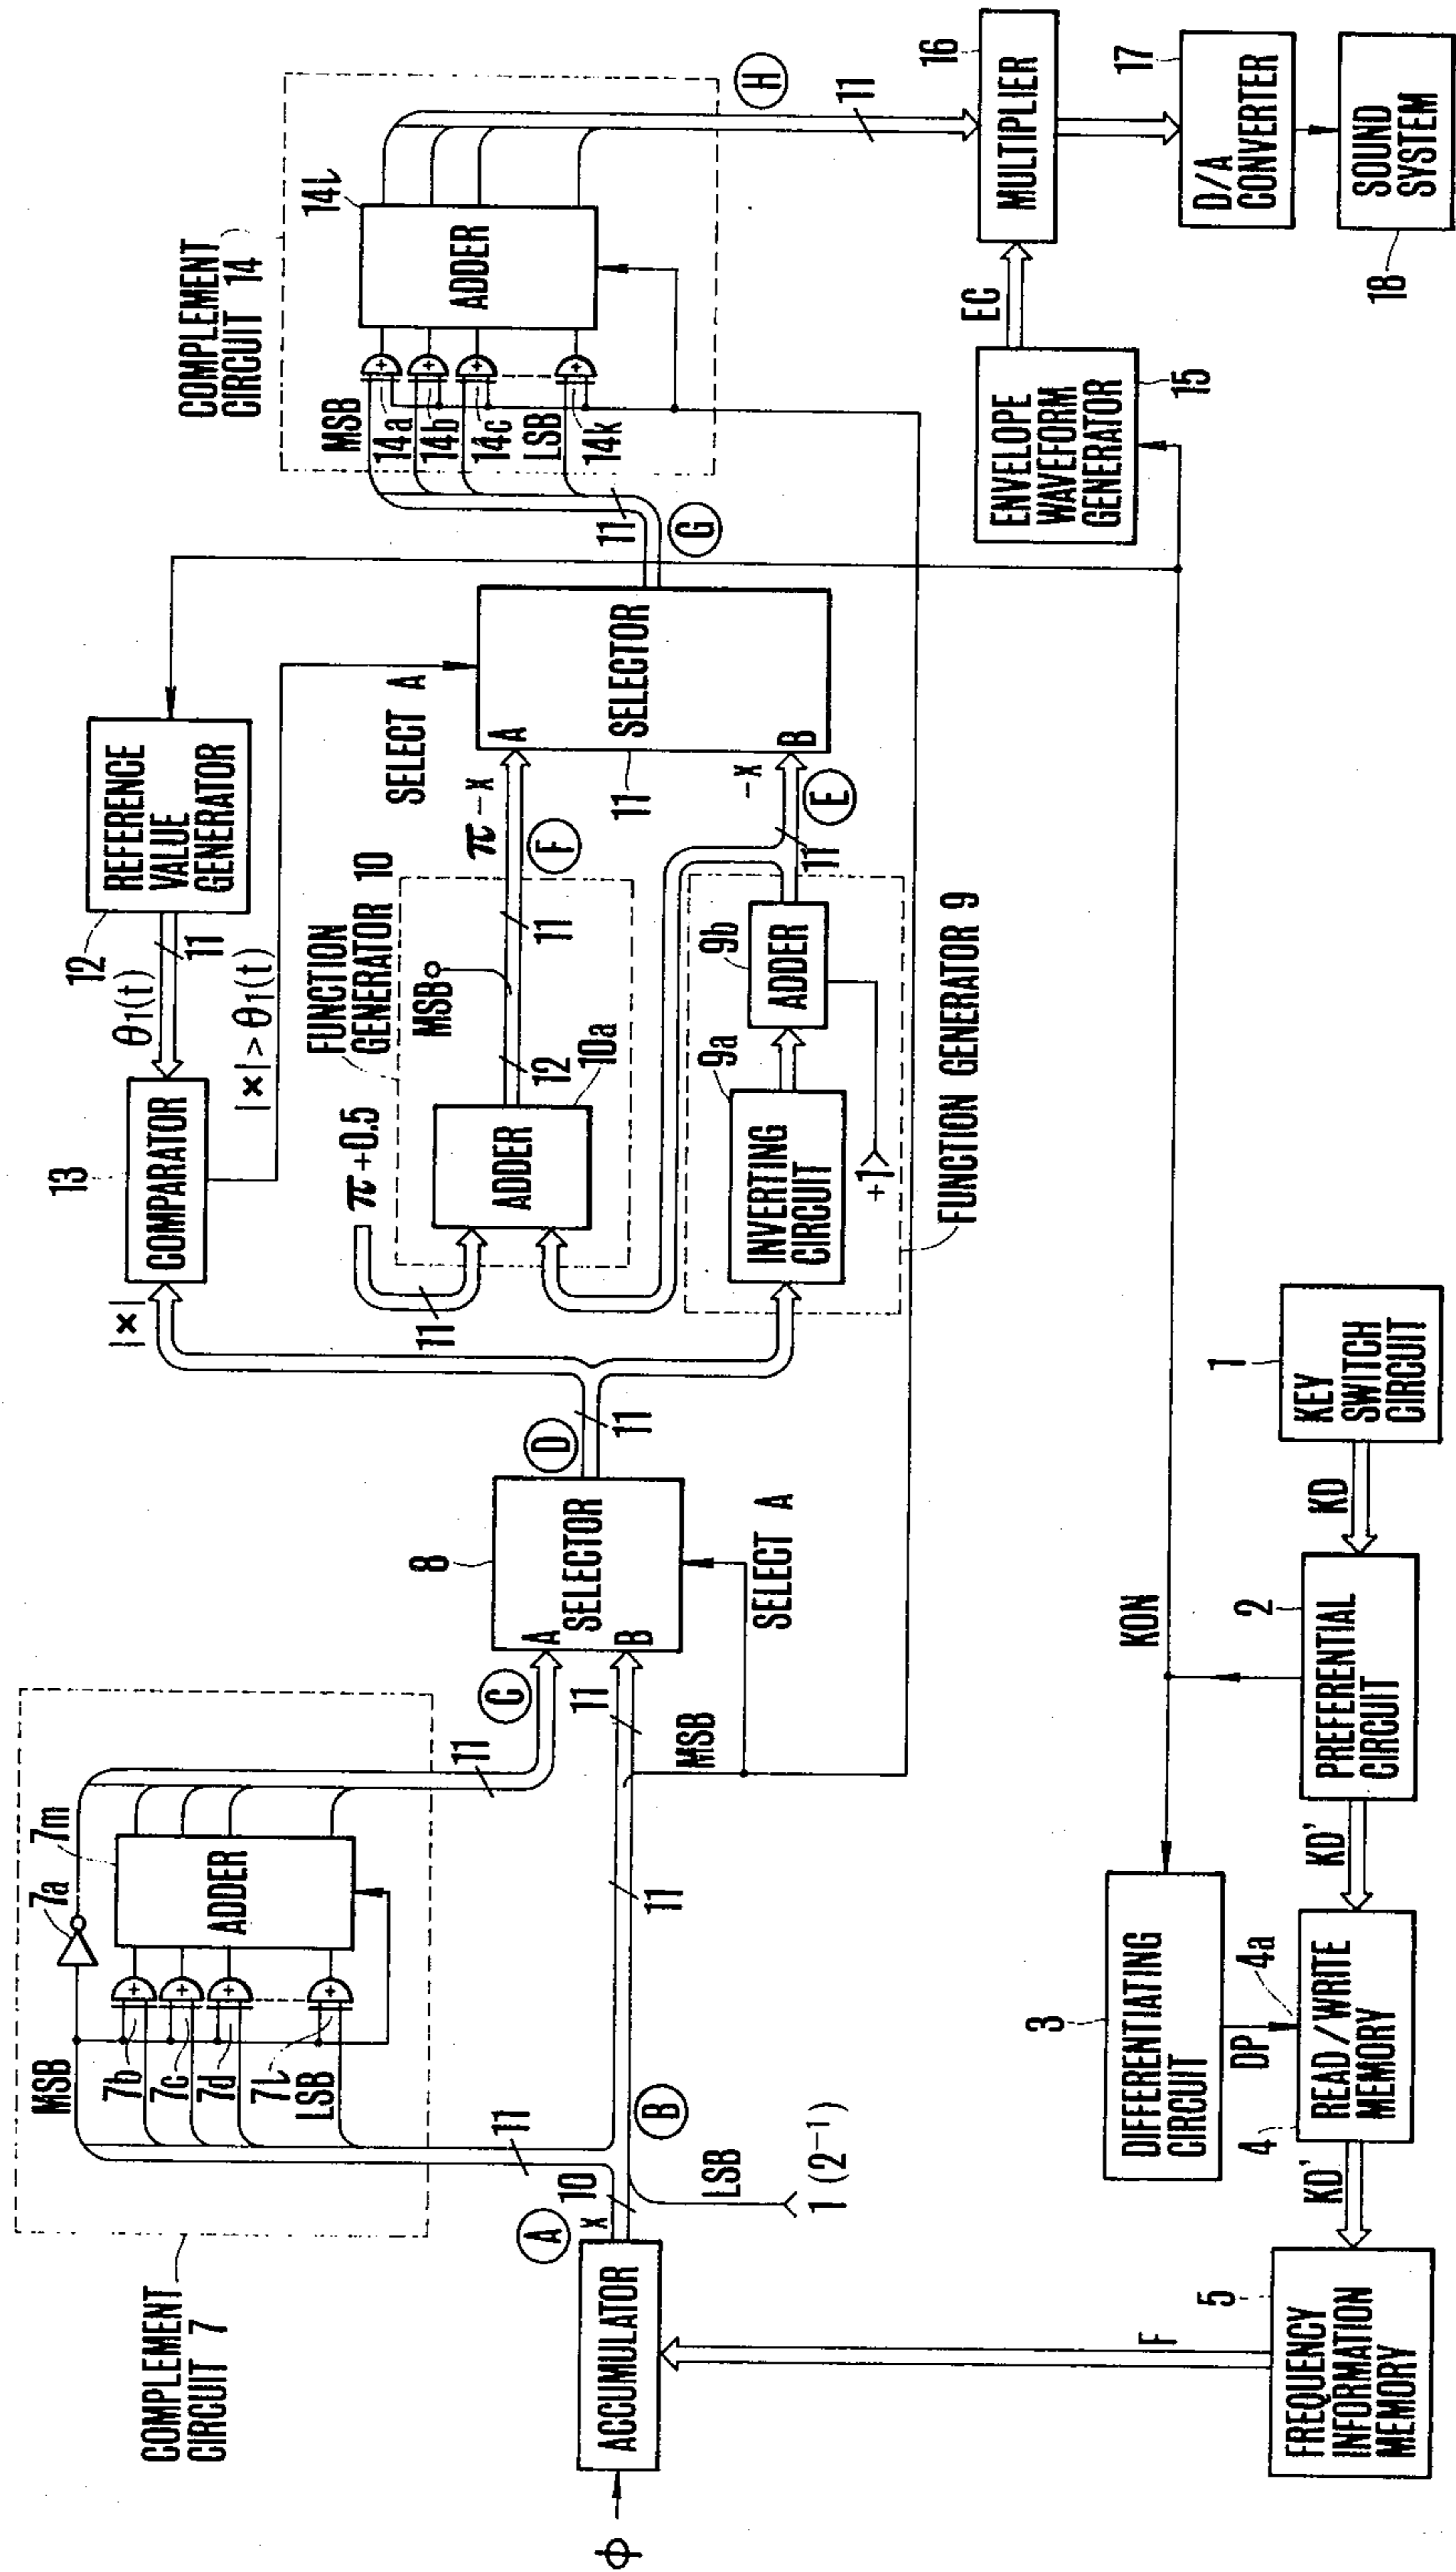 COMPLEMENT
CIRCUIT 7
MSB
7a
7m
7b
7c
7d
7l
LSB
ADDER
11
11
ϕ
ACCUMULATOR
A
x
10
B
LSB
1 (2⁻¹)
11
11
MSB
C
A
B
SELECTOR
8
SELECT A
D
11
|x|
13
COMPARATOR
θ₁(t)
11
12
REFERENCE
VALUE
GENERATOR
|x| > θ₁(t)
SELECT A
π+0.5
11
FUNCTION
GENERATOR 10
ADDER
10a
12
MSB
11
F
π-x
INVERTING
CIRCUIT
9a
ADDER
9b
+1
FUNCTION GENERATOR 9
11
E
-x
A
B
SELECTOR
11
G
11
COMPLEMENT
CIRCUIT 14
MSB
14a
14b
14c
LSB
14k
ADDER
14l
H
11
MULTIPLIER
16
EC
ENVELOPE
WAVEFORM
GENERATOR
15
D/A
CONVERTER
17
SOUND
SYSTEM
18
KEY
SWITCH
CIRCUIT
1
KD
PREFERENTIAL
CIRCUIT
2
KON
KD'
DIFFERENTIATING
CIRCUIT
3
DP
4a
READ/WRITE
MEMORY
4
KD'
FREQUENCY
INFORMATION
MEMORY
5
F